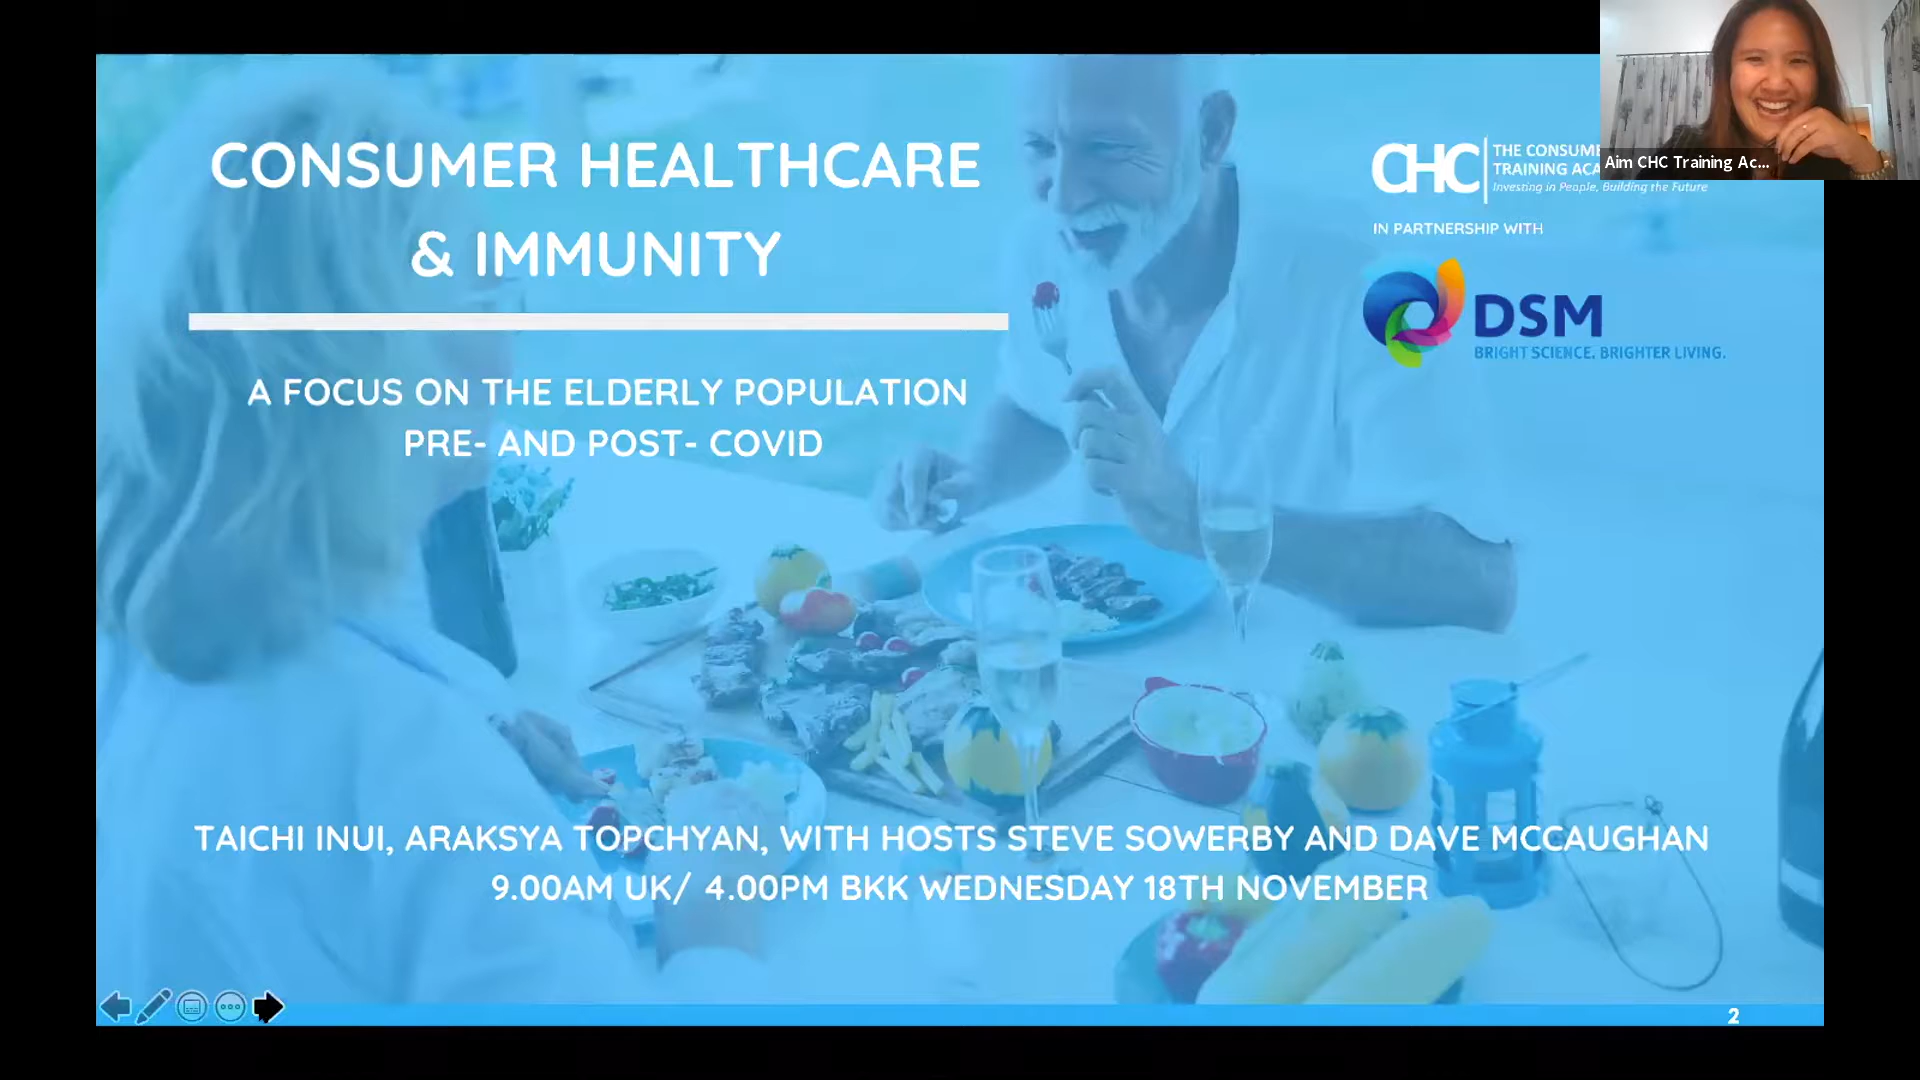 CONSUMER HEALTHCARE
& IMMUNITY
A FOCUS ON THE ELDERLY POPULATION
PRE- AND POST- COVID
CHC
THE CONSUME
TRAINING ACA
Investing in People, Building the Future
IN PARTNERSHIP WITH
DSM
BRIGHT SCIENCE. BRIGHTER LIVING.
Aim CHC Training Ac...
TAICHI INUI, ARAKSYA TOPCHYAN, WITH HOSTS STEVE SOWERBY AND DAVE MCCAUGHAN
9.00AM UK/ 4.00PM BKK WEDNESDAY 18TH NOVEMBER
2